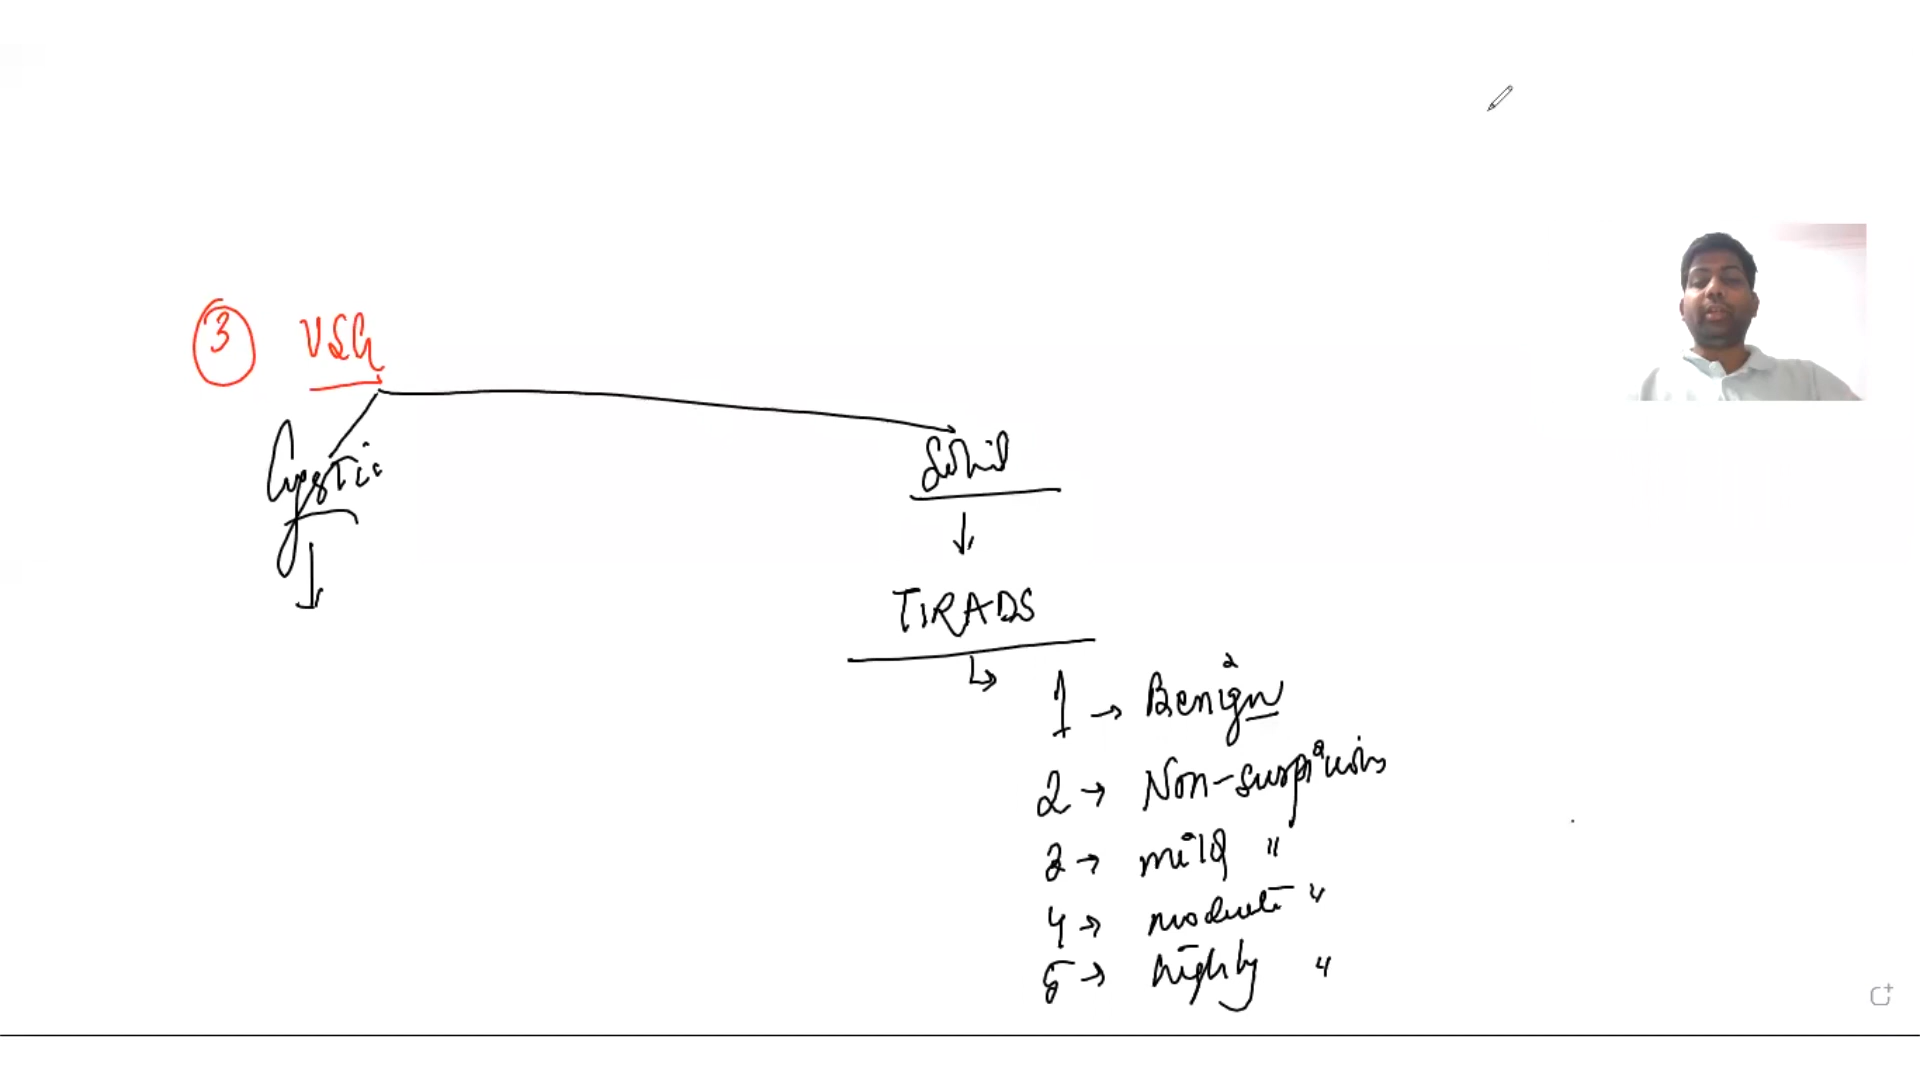 3 USG
Cystic
Solid
TIRADS
1 → Benign
2 → Non-suspicious
3 → mild "
4 → moderate "
5 → highly "